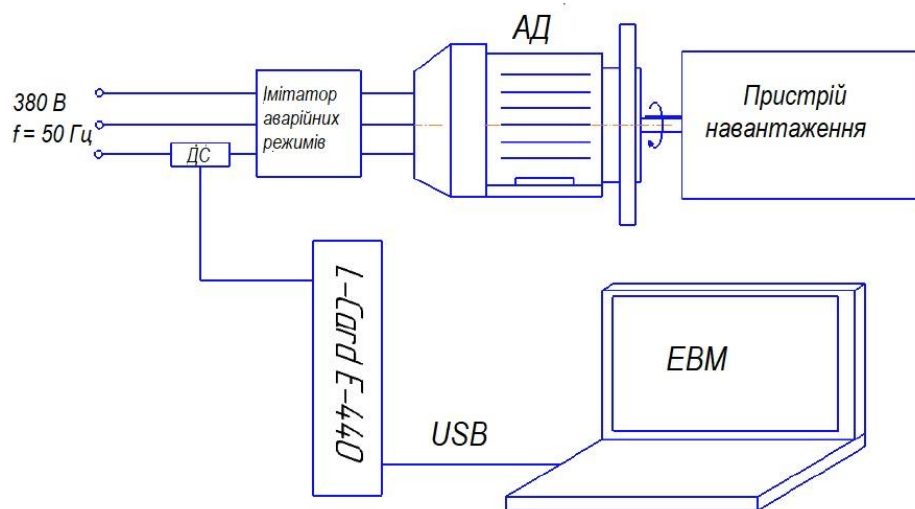 АД
380 В
f = 50 Гц
Імітатор
аварійних
режимів
ДС
Пристрій
навантаження
L-Card E-440
ЕВМ
USB